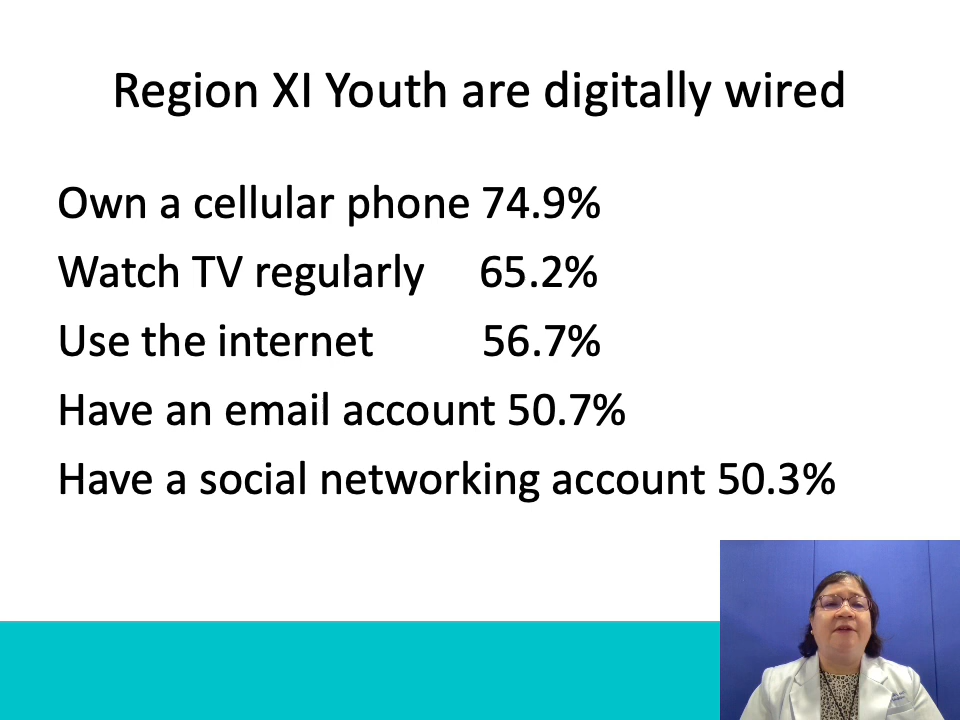 Region XI Youth are digitally wired
Own a cellular phone 74.9%
Watch TV regularly 65.2%
Use the internet 56.7%
Have an email account 50.7%
Have a social networking account 50.3%